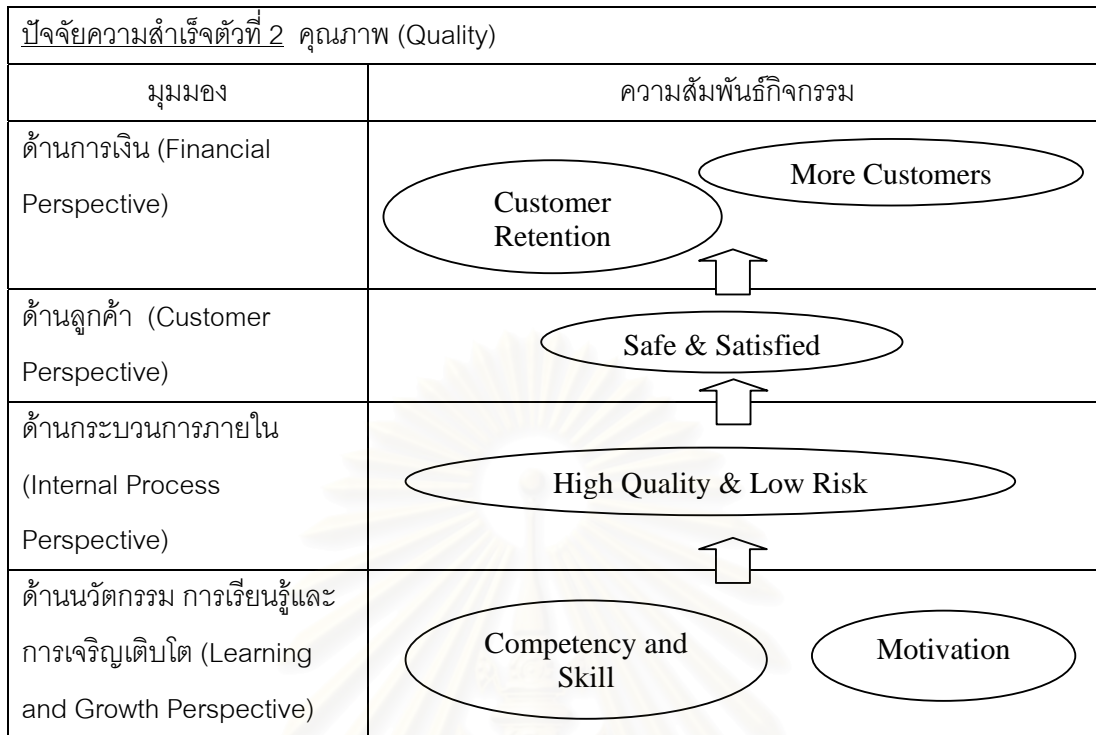 ปัจจัยความสำเร็จตัวที่ 2 คุณภาพ (Quality)
มุมมอง
ความสัมพันธ์กิจกรรม
ด้านการเงิน (Financial
Perspective)
More Customers
Customer
Retention
ด้านลูกค้า (Customer
Perspective)
Safe & Satisfied
ด้านกระบวนการภายใน
(Internal Process
Perspective)
High Quality & Low Risk
ด้านนวัตกรรม การเรียนรู้และ
การเจริญเติบโต (Learning
and Growth Perspective)
Competency and
Skill
Motivation